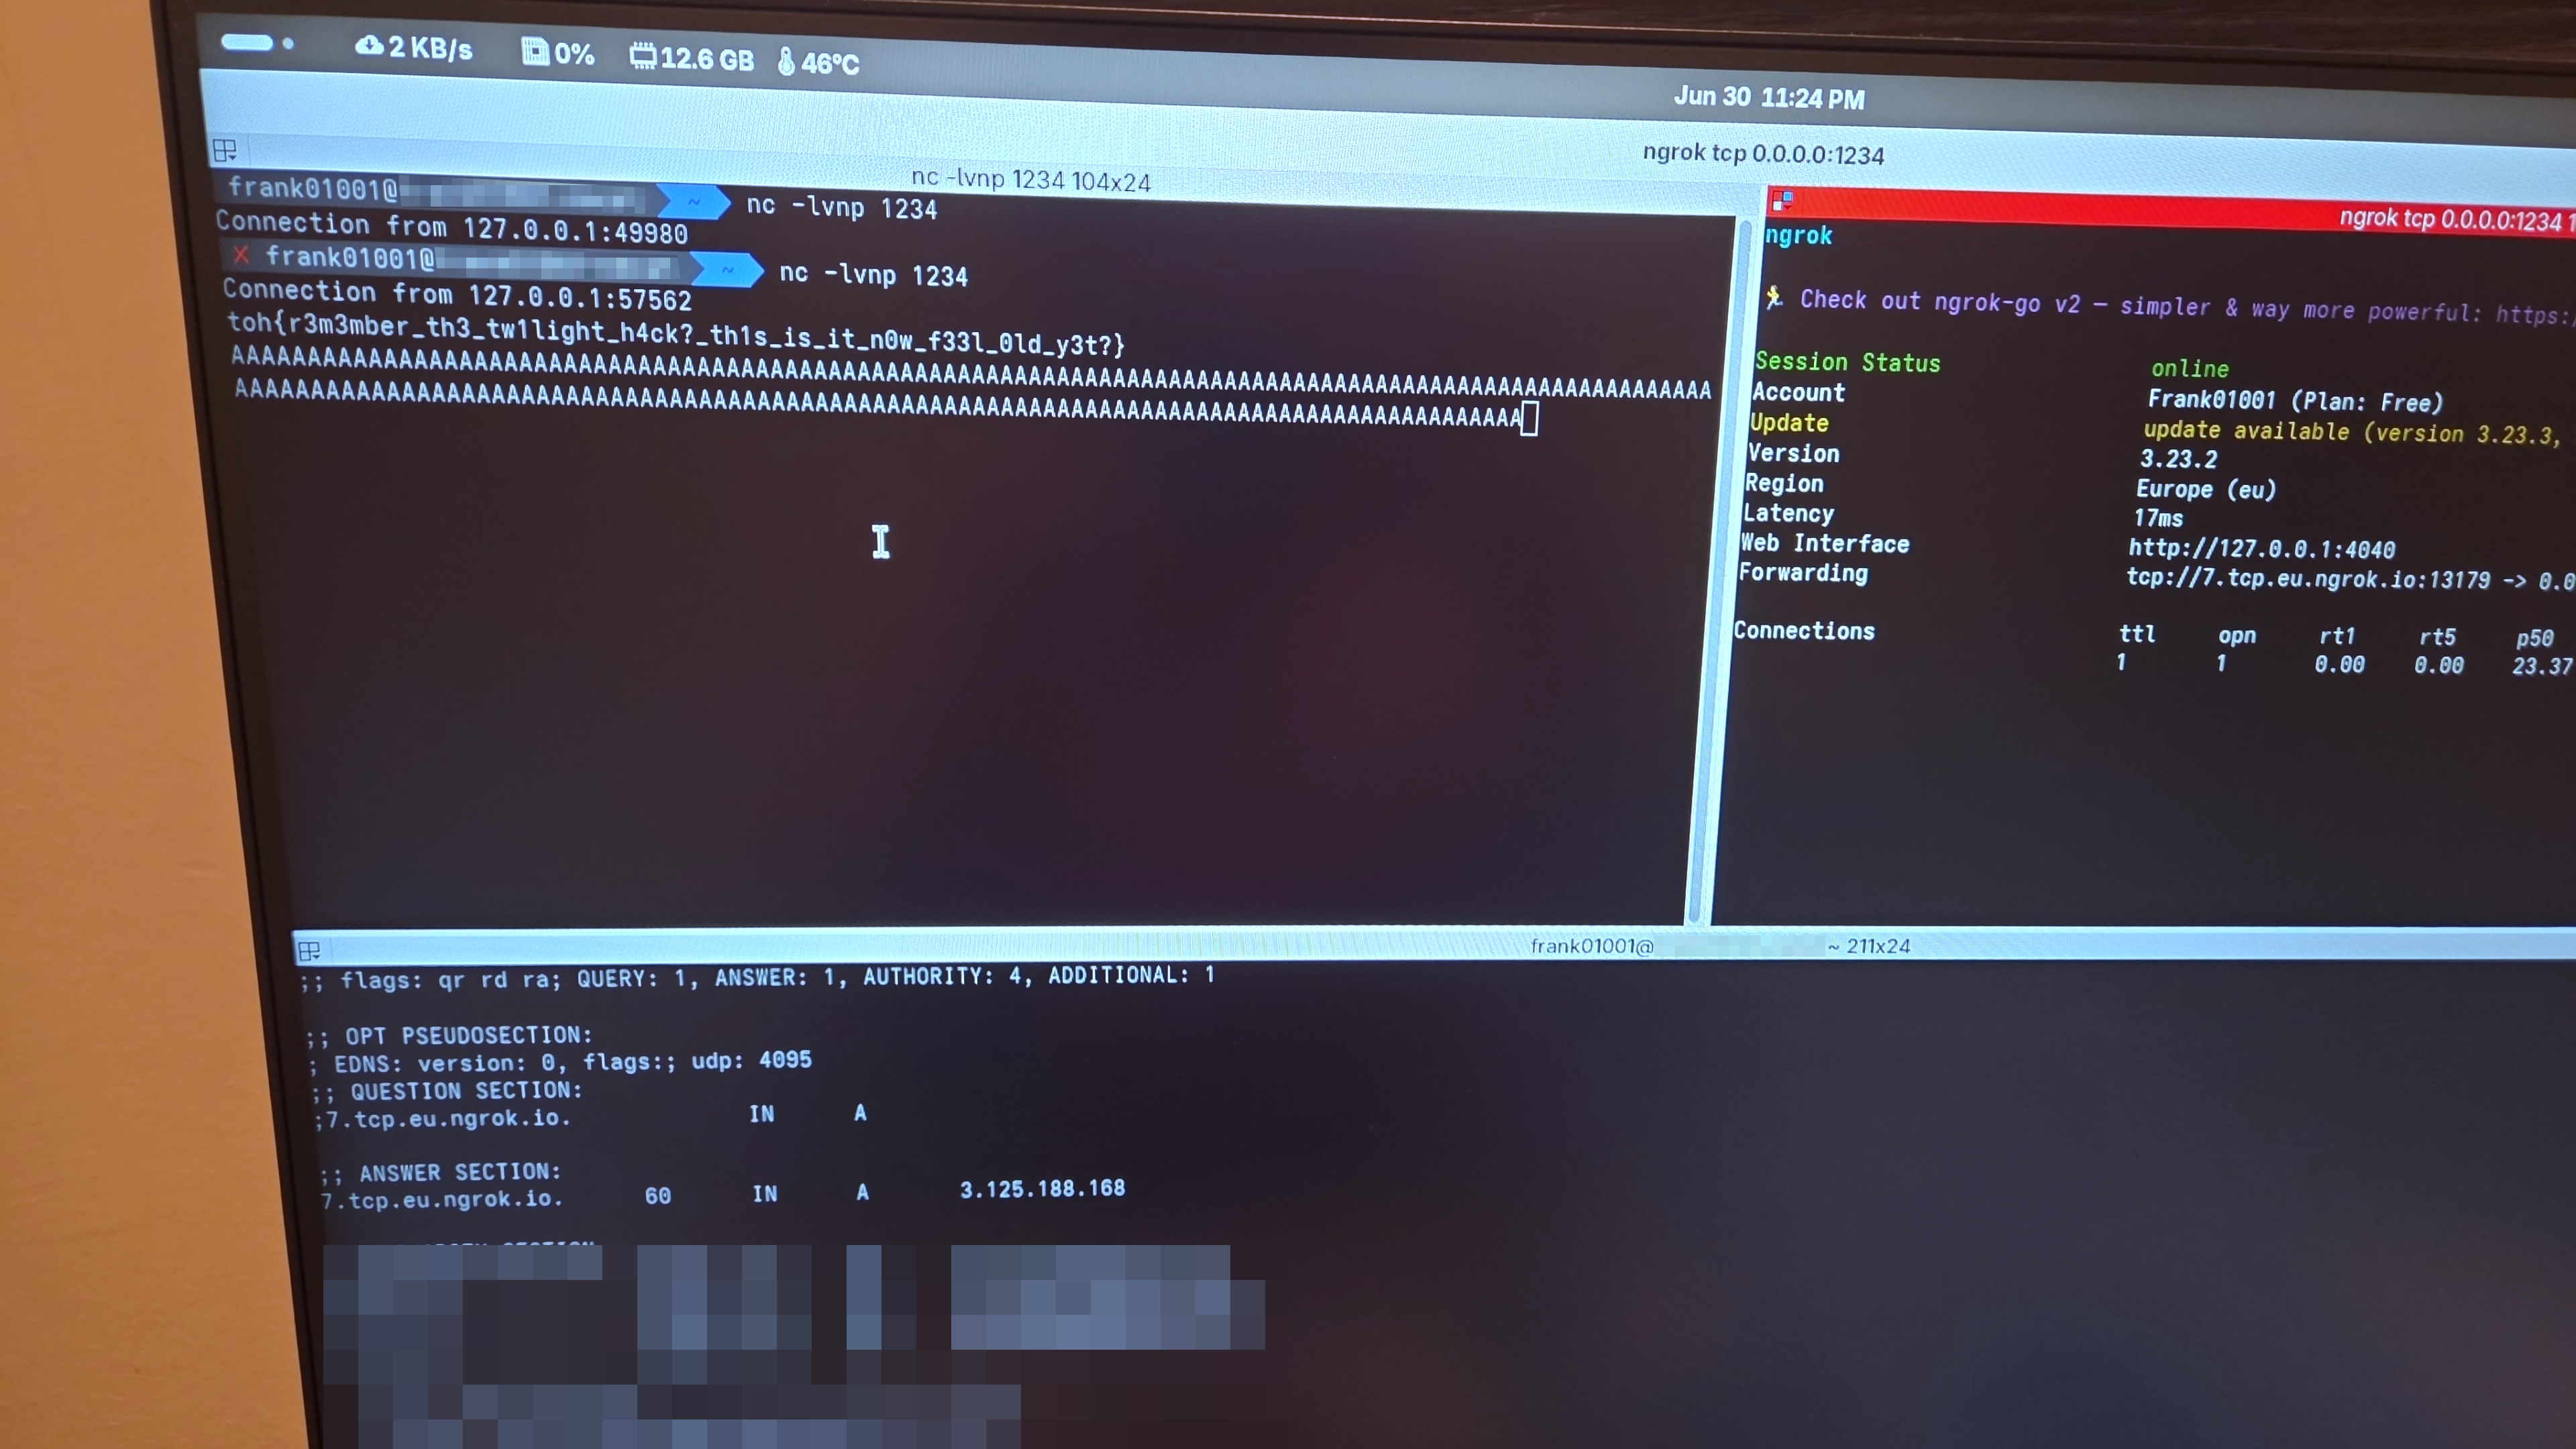 2 KB/s 0% 12.6 GB 46°C
Jun 30 11:24 PM
ngrok tcp 0.0.0.0:1234
nc -lvnp 1234 104x24
frank01001@ ~ nc -lvnp 1234
Connection from 127.0.0.1:49980
X frank01001@ ~ nc -lvnp 1234
Connection from 127.0.0.1:57562
toh{r3m3mber_th3_tw1light_h4ck?_th1s_is_it_n0w_f33l_0ld_y3t?}
AAAAAAAAAAAAAAAAAAAAAAAAAAAAAAAAAAAAAAAAAAAAAAAAAAAAAAAAAAAAAAAAAAAAAAAAAAAAAAAAAAAAAAAAAAAAAAAAAAAAAAAA
AAAAAAAAAAAAAAAAAAAAAAAAAAAAAAAAAAAAAAAAAAAAAAAAAAAAAAAAAAAAAAAAAAAAAAAAAAAAAAAAAAAAAAAAAA
ngrok tcp 0.0.0.0:1234 1
ngrok
Check out ngrok-go v2 — simpler & way more powerful: https:/
Session Status online
Account Frank01001 (Plan: Free)
Update update available (version 3.23.3,
Version 3.23.2
Region Europe (eu)
Latency 17ms
Web Interface http://127.0.0.1:4040
Forwarding tcp://7.tcp.eu.ngrok.io:13179 -> 0.0
Connections ttl opn rt1 rt5 p50
1 1 0.00 0.00 23.37
frank01001@ ~ 211x24
;; flags: qr rd ra; QUERY: 1, ANSWER: 1, AUTHORITY: 4, ADDITIONAL: 1
;; OPT PSEUDOSECTION:
; EDNS: version: 0, flags:; udp: 4095
;; QUESTION SECTION:
;7.tcp.eu.ngrok.io. IN A
;; ANSWER SECTION:
7.tcp.eu.ngrok.io. 60 IN A 3.125.188.168